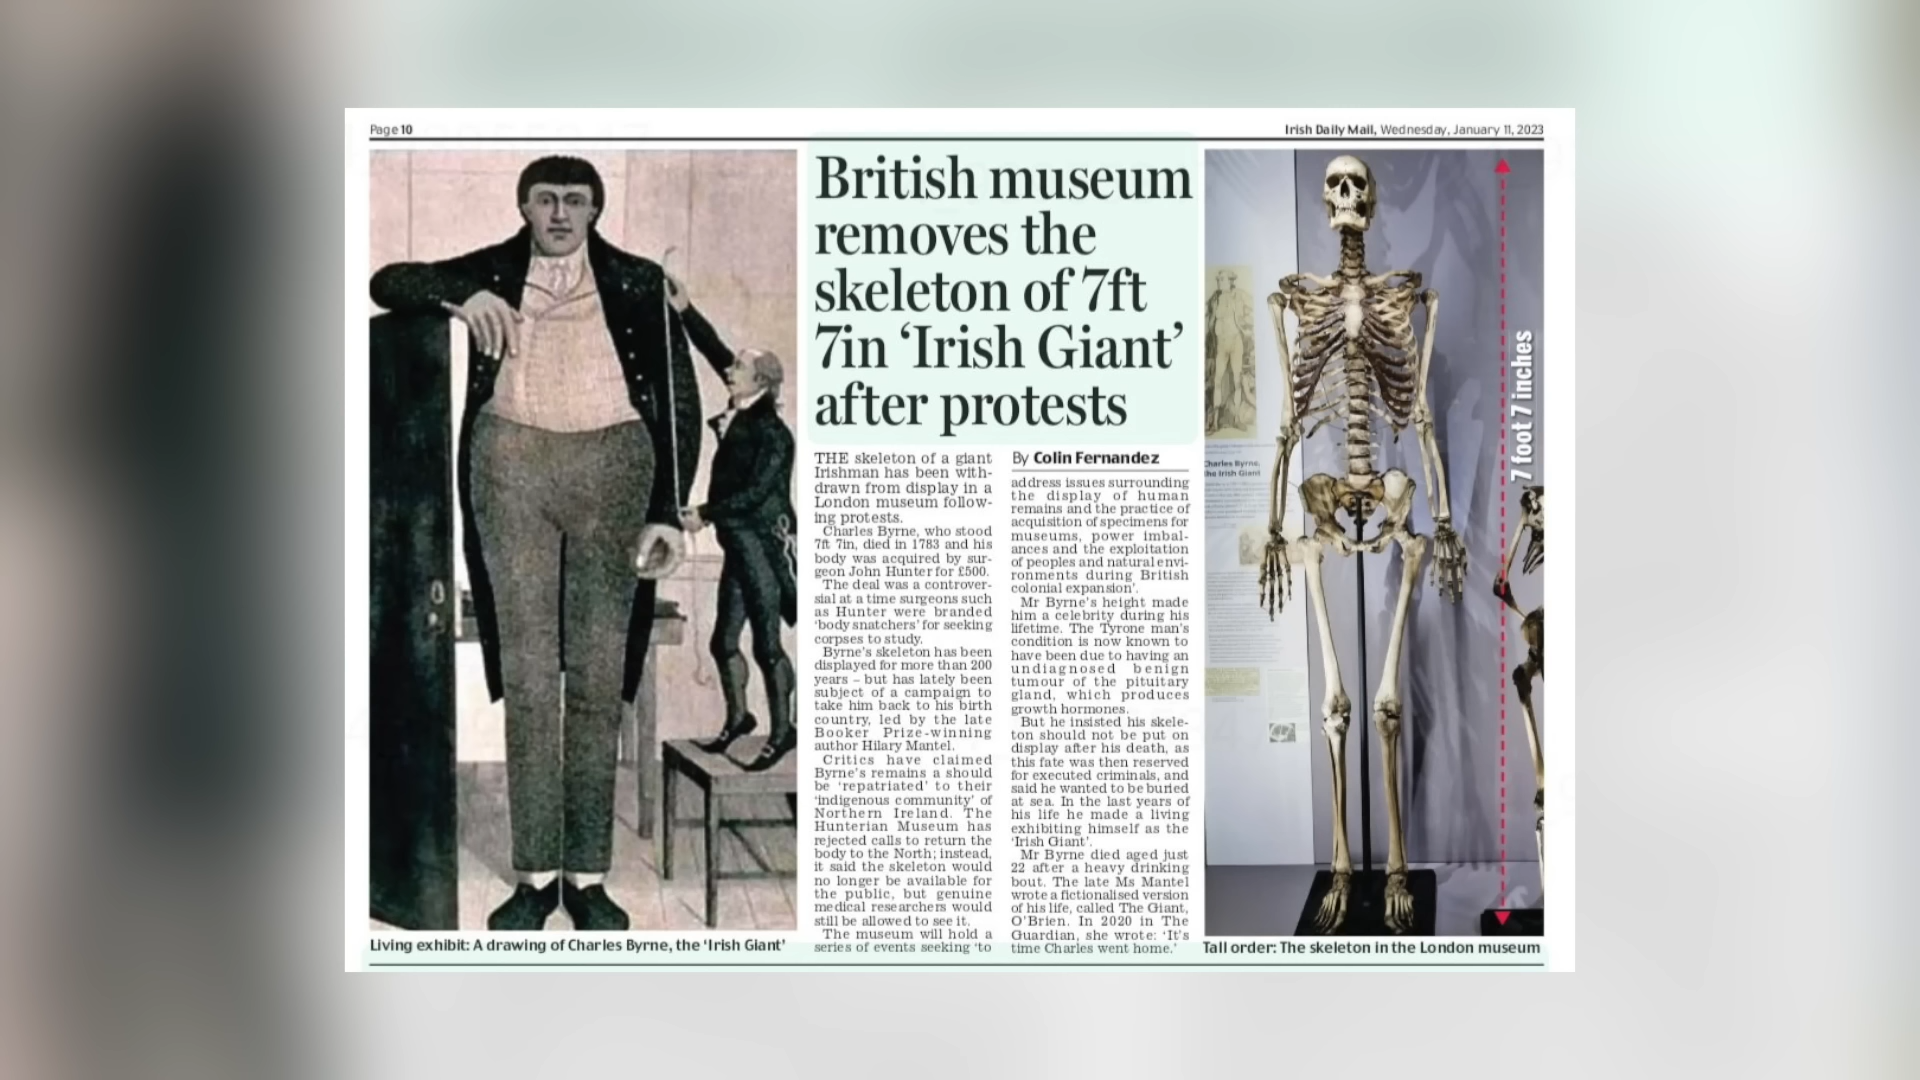 Page 10
Irish Daily Mail, Wednesday, January 11, 2023
British museum
removes the
skeleton of 7ft
7in ‘Irish Giant’
after protests
THE skeleton of a giant
Irishman has been with-
drawn from display in a
London museum follow-
ing protests.
Charles Byrne, who stood
7ft 7in, died in 1783 and his
body was acquired by sur-
geon John Hunter for £500.
The deal was a controver-
sial at a time surgeons such
as Hunter were branded
‘body snatchers’ for seeking
corpses to study.
Byrne’s skeleton has been
displayed for more than 200
years – but has lately been
subject of a campaign to
take him back to his birth
country, led by the late
Booker Prize-winning
author Hilary Mantel.
Critics have claimed
Byrne’s remains a should
be ‘repatriated’ to their
‘indigenous community’ of
Northern Ireland. The
Hunterian Museum has
rejected calls to return the
body to the North; instead,
it said the skeleton would
no longer be available for
the public, but genuine
medical researchers would
still be allowed to see it.
The museum will hold a
series of events seeking ‘to
By Colin Fernandez
address issues surrounding
the display of human
remains and the practice of
acquisition of specimens for
museums, power imbal-
ances and the exploitation
of peoples and natural envi-
ronments during British
colonial expansion’.
Mr Byrne’s height made
him a celebrity during his
lifetime. The Tyrone man’s
condition is now known to
have been due to having an
undiagnosed benign
tumour of the pituitary
gland, which produces
growth hormones.
But he insisted his skele-
ton should not be put on
display after his death, as
this fate was then reserved
for executed criminals, and
said he wanted to be buried
at sea. In the last years of
his life he made a living
exhibiting himself as the
‘Irish Giant’.
Mr Byrne died aged just
22 after a heavy drinking
bout. The late Ms Mantel
wrote a fictionalised version
of his life, called The Giant,
O’Brien. In 2020 in The
Guardian, she wrote: ‘It’s
time Charles went home.’
Charles Byrne,
the Irish Giant
7 foot 7 inches
Living exhibit: A drawing of Charles Byrne, the ‘Irish Giant’
Tall order: The skeleton in the London museum